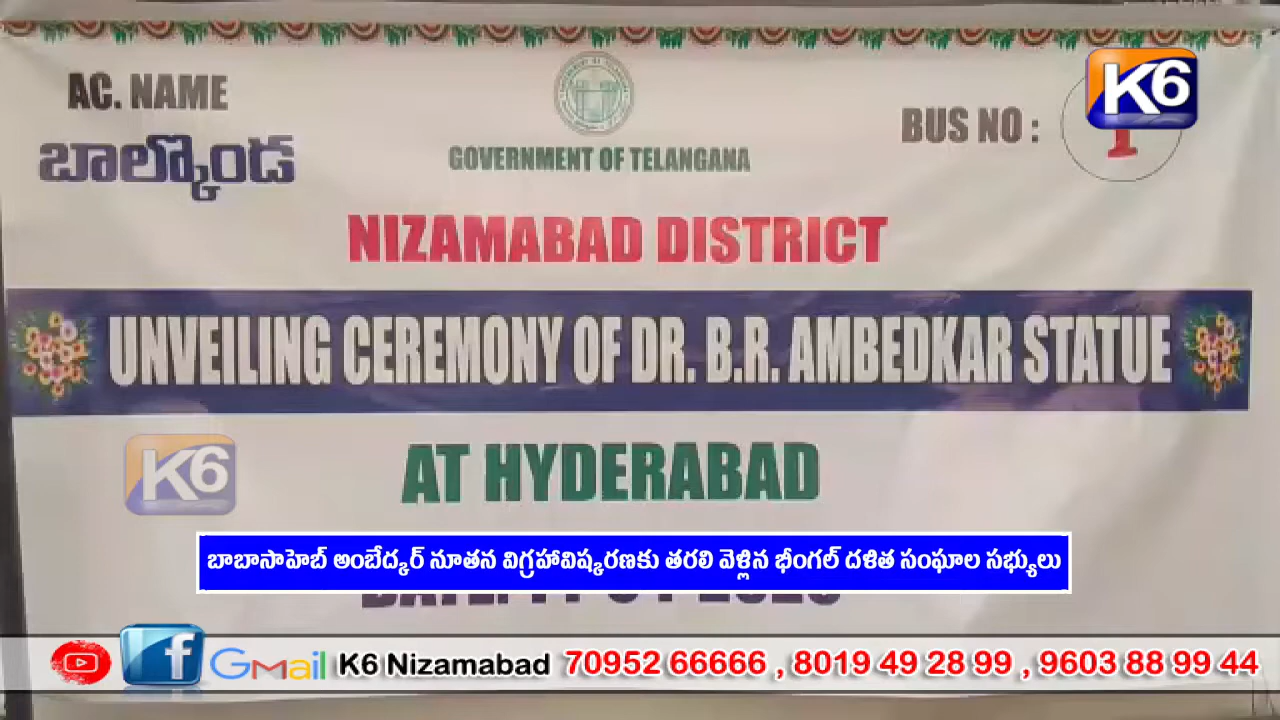 AC. NAME
బాల్కొండ
GOVERNMENT OF TELANGANA
BUS NO :
K6
NIZAMABAD DISTRICT
UNVEILING CEREMONY OF DR. B.R. AMBEDKAR STATUE
AT HYDERABAD
K6
బాబాసాహెబ్ అంబేద్కర్ నూతన విగ్రహావిష్కరణకు తరలి వెళ్లిన భీంగల్ దళిత సంఘాల సభ్యులు
f GMail K6 Nizamabad 70952 66666 , 8019 49 28 99 , 9603 88 99 44